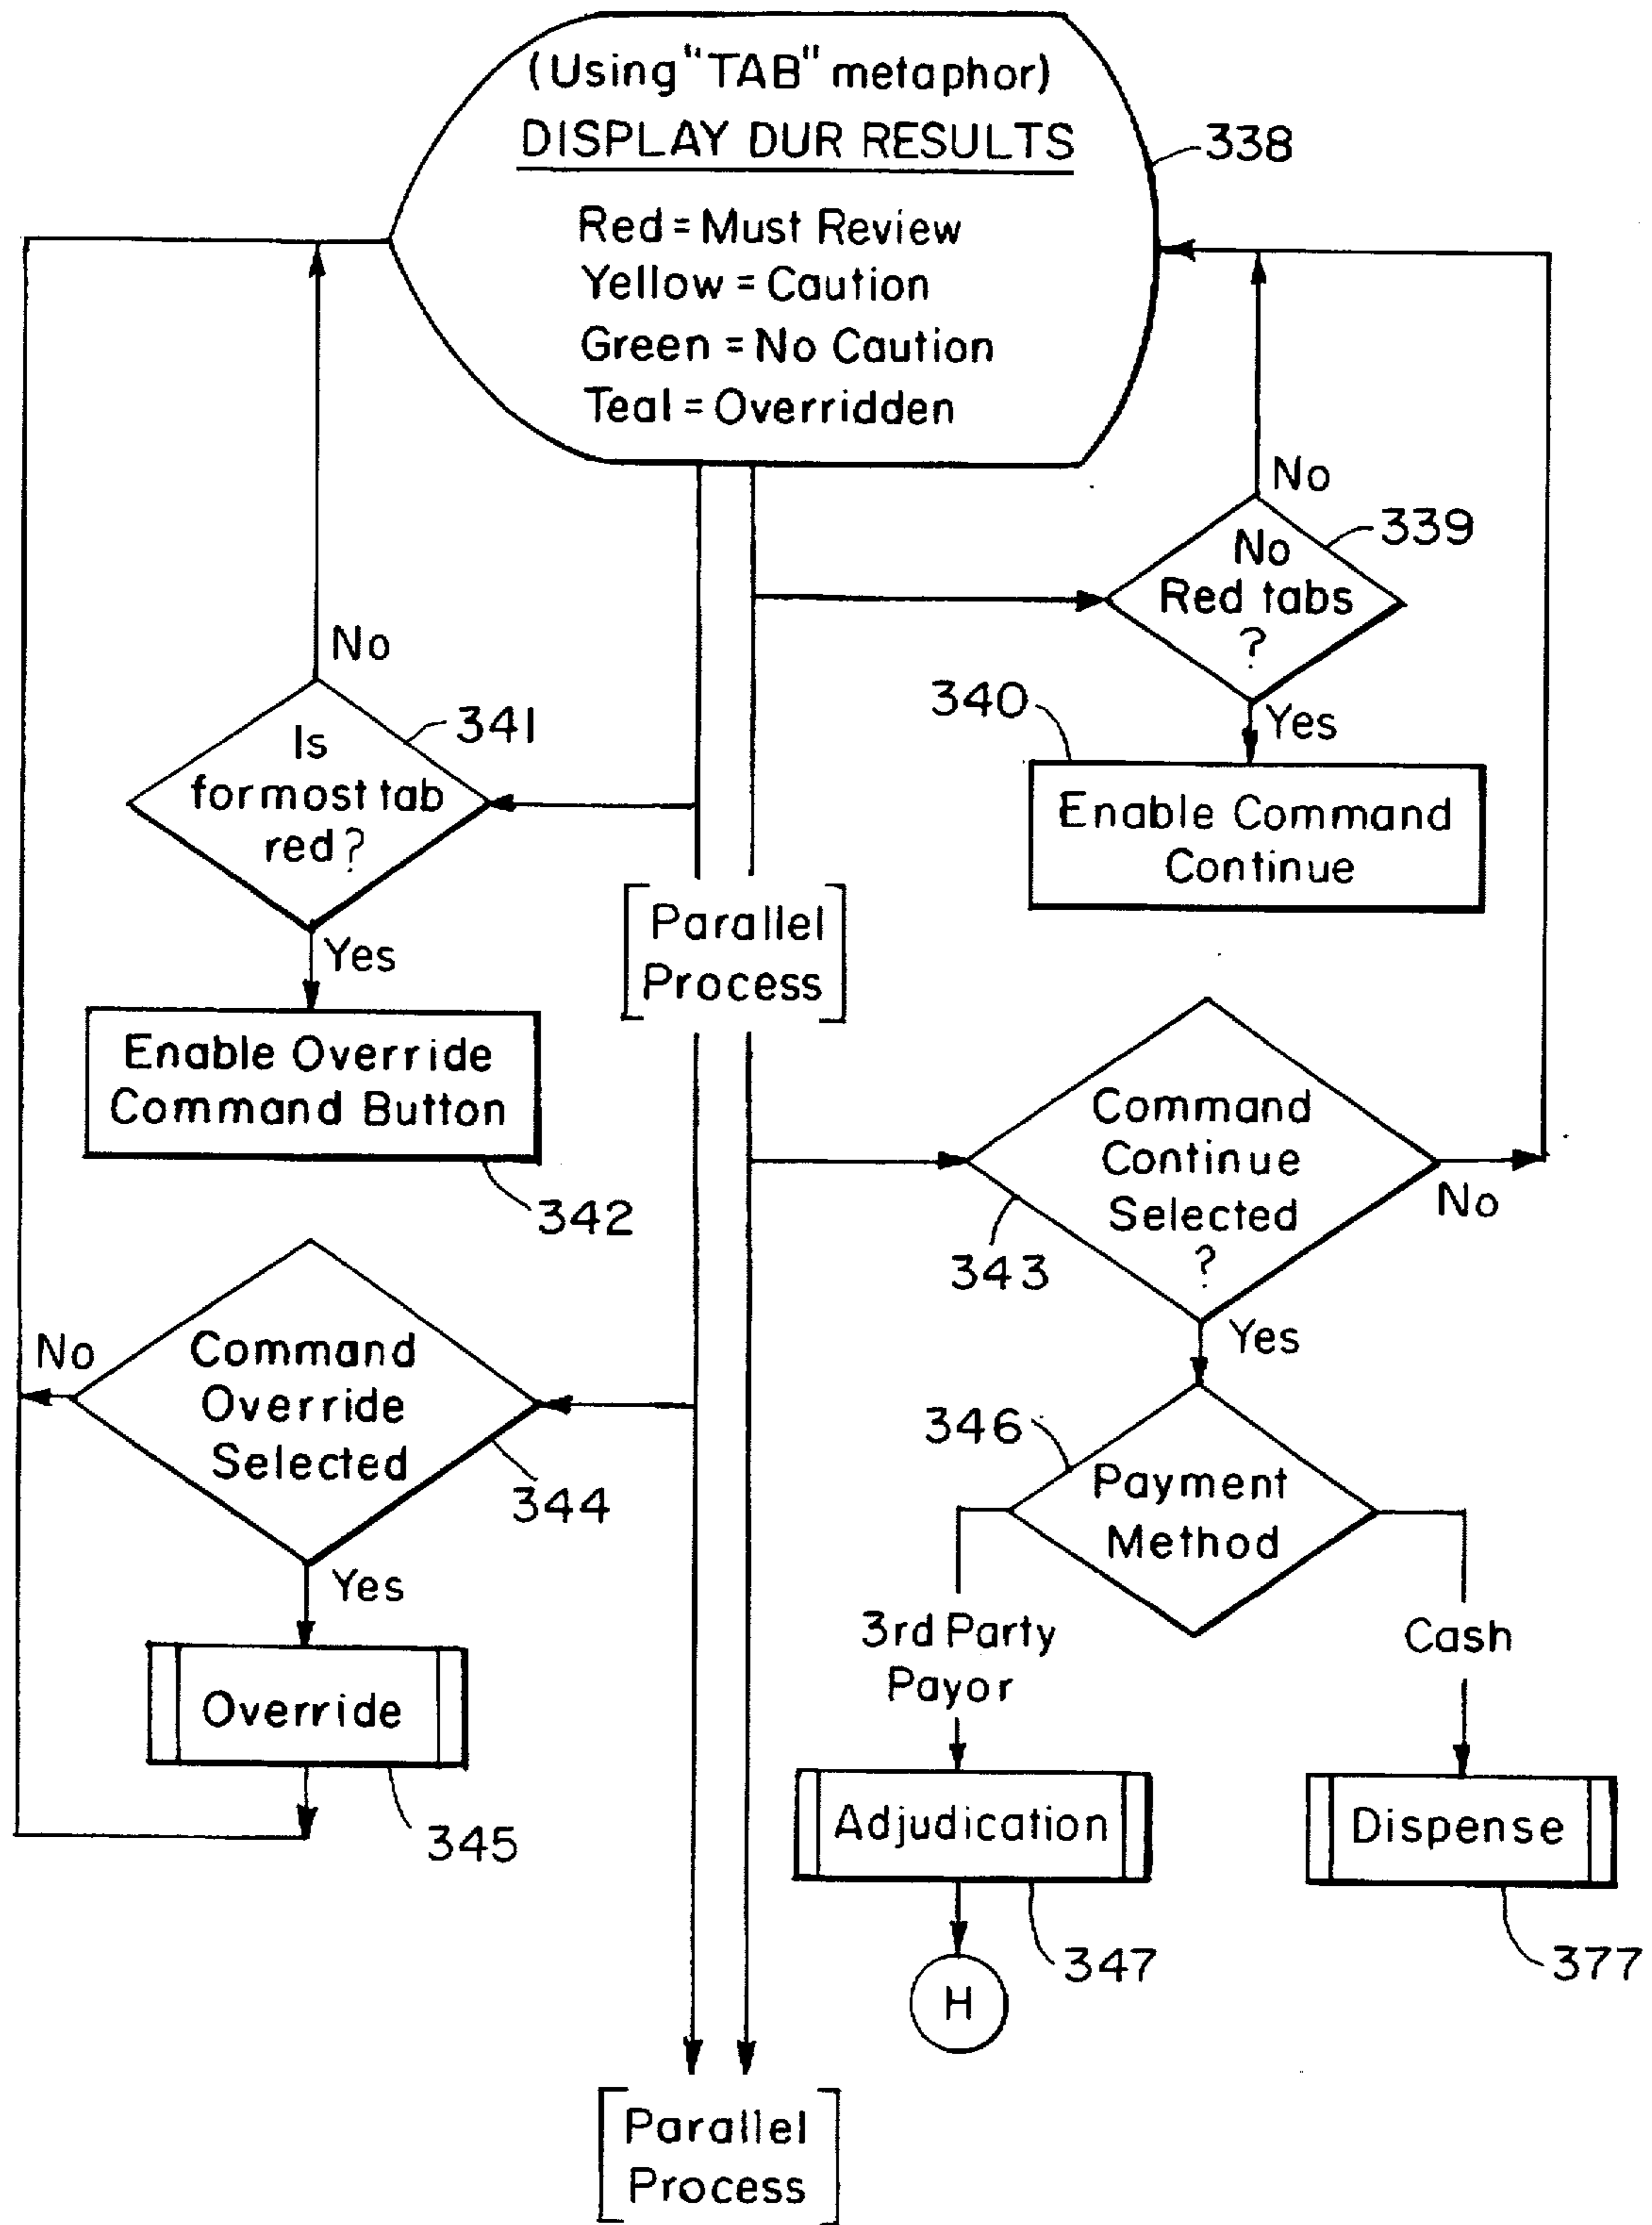 (Using "TAB" metaphor)
DISPLAY DUR RESULTS
Red = Must Review
Yellow = Caution
Green = No Caution
Teal = Overridden
338
No
339
No
Red tabs
?
Yes
340
Enable Command
Continue
No
341
Is
formost tab
red?
Yes
Enable Override
Command Button
342
[Parallel
Process]
Command
Continue
Selected
?
343
No
Yes
No
Command
Override
Selected
344
Yes
Override
345
346
Payment
Method
3rd Party
Payor
Cash
Adjudication
347
H
Dispense
377
[Parallel
Process]